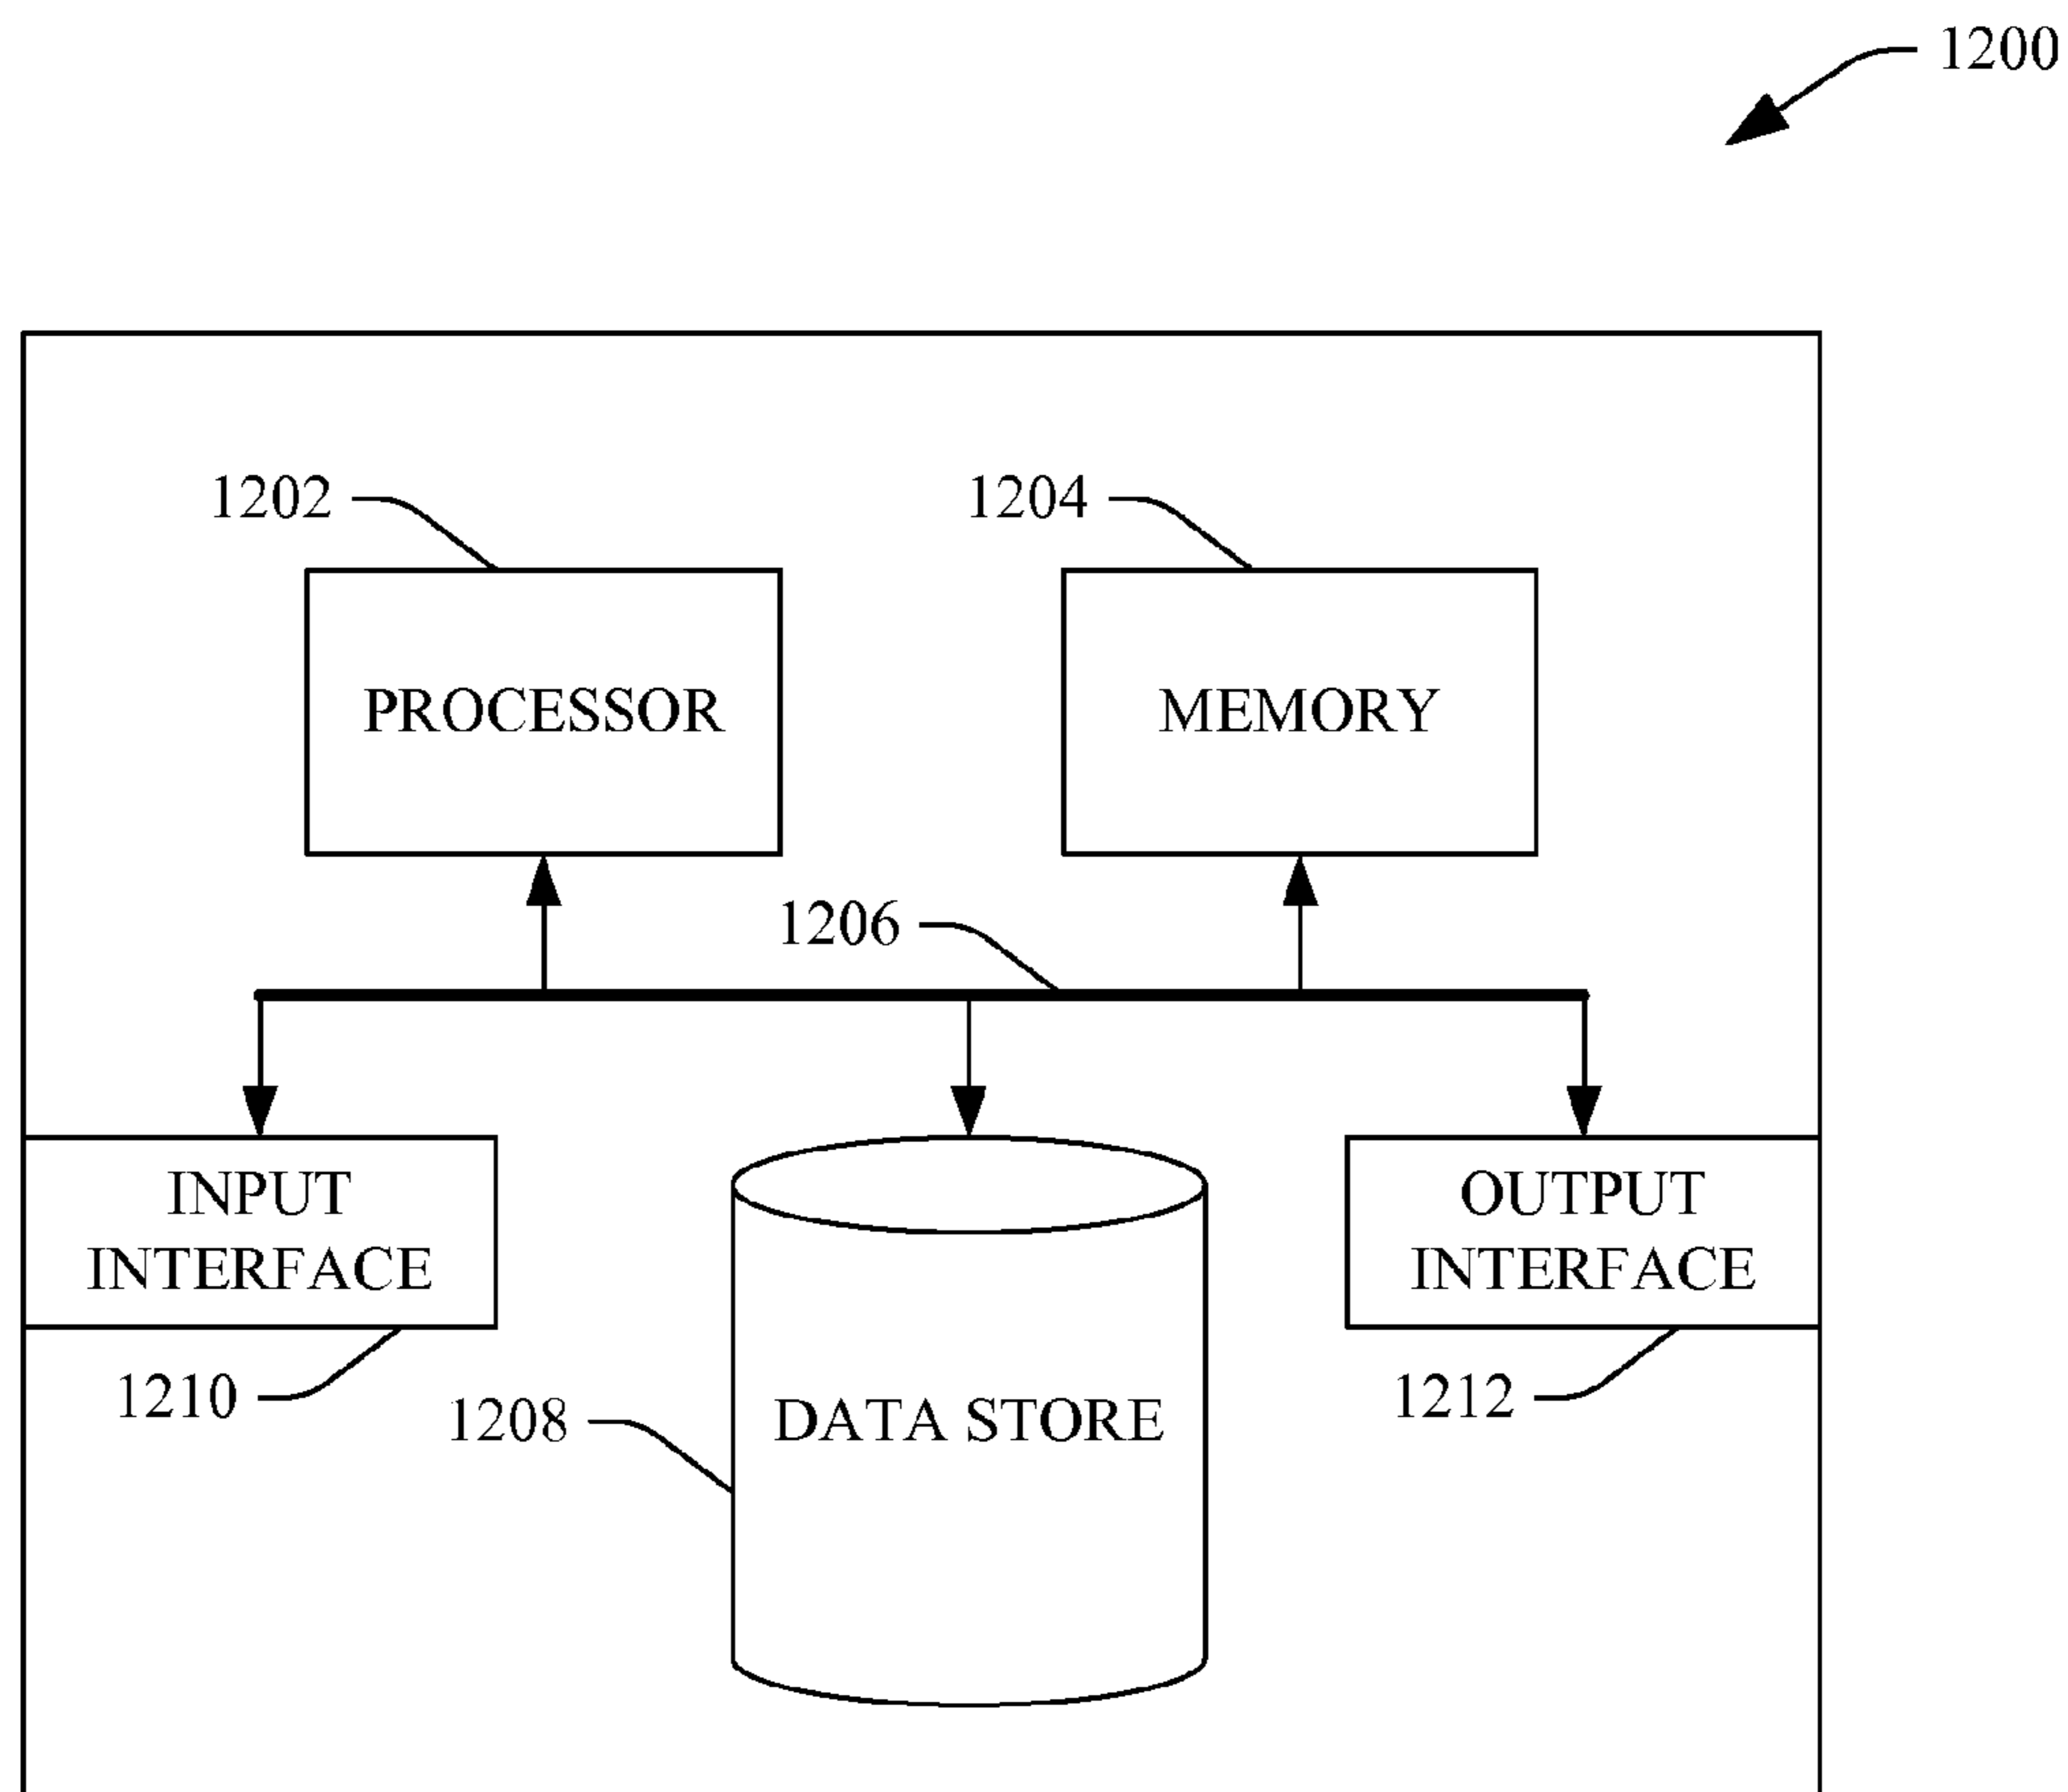 1200
1202
1204
PROCESSOR
MEMORY
1206
INPUT
INTERFACE
OUTPUT
INTERFACE
1210
1208
DATA STORE
1212